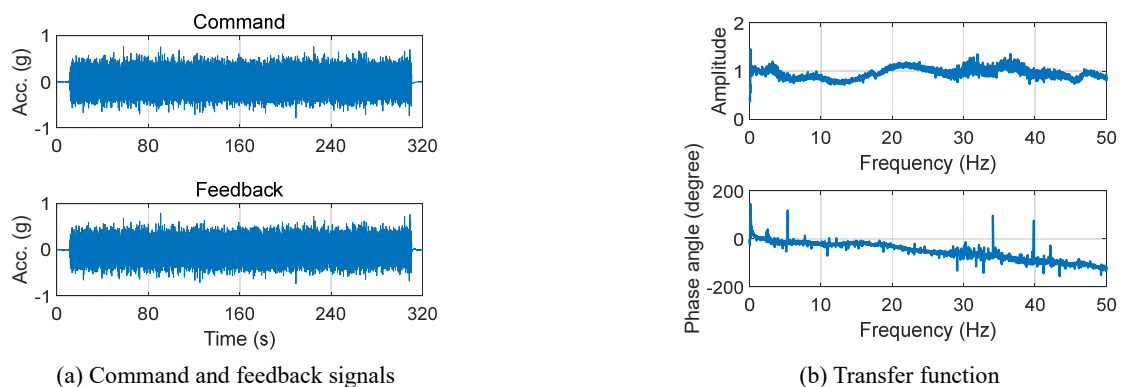 Command
Acc. (g)
1
0
-1
0 80 160 240 320
Feedback
Acc. (g)
1
0
-1
0 80 160 240 320
Time (s)
(a) Command and feedback signals
Amplitude
2
1
0
0 10 20 30 40 50
Frequency (Hz)
Phase angle (degree)
200
0
-200
0 10 20 30 40 50
Frequency (Hz)
(b) Transfer function